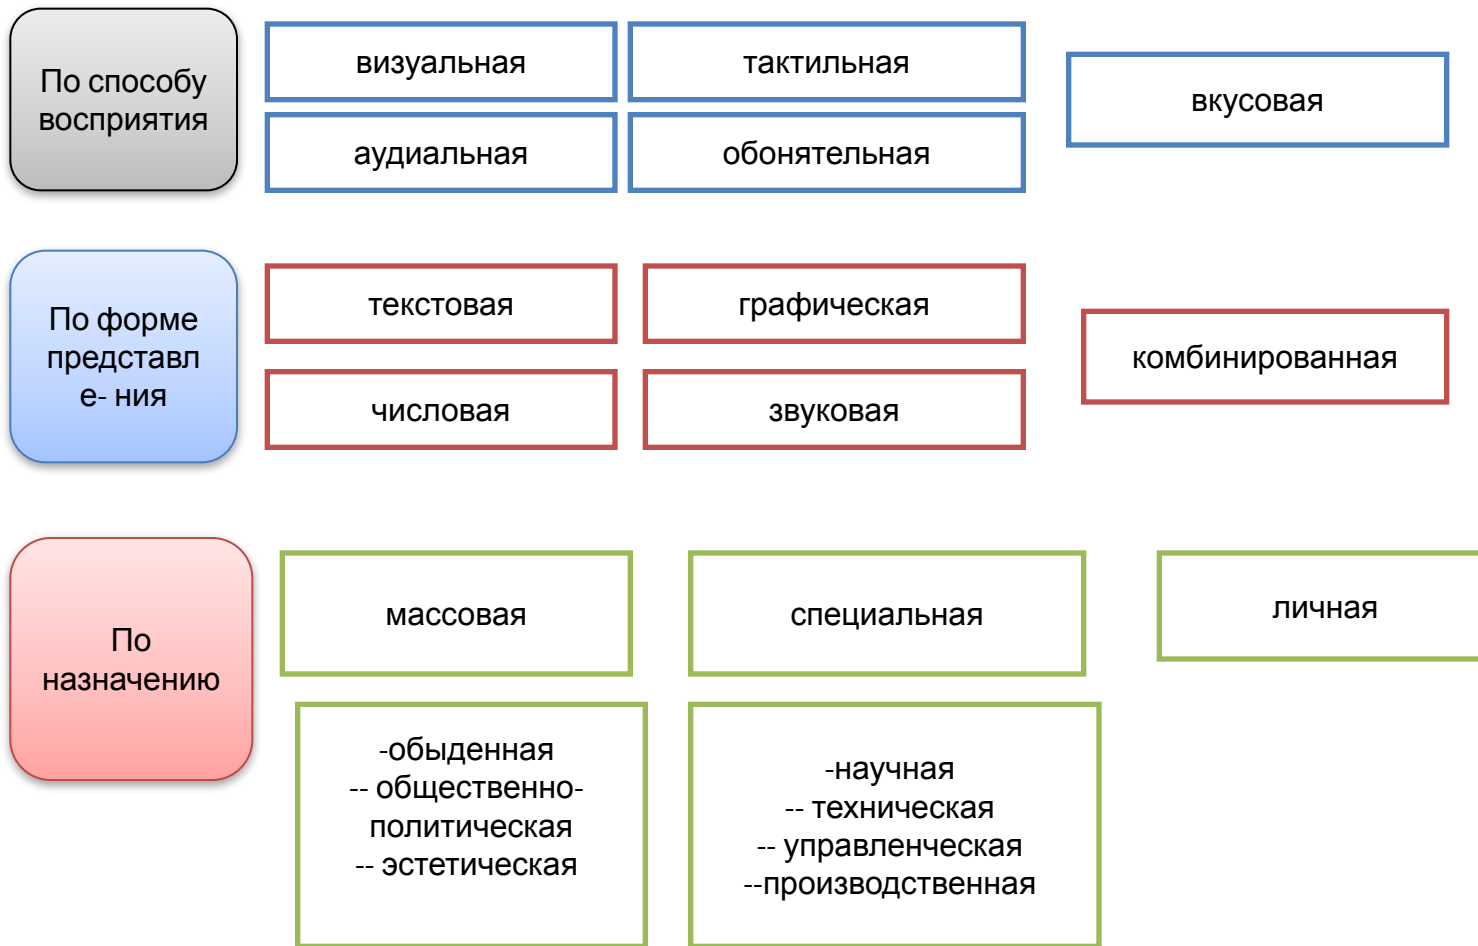 По способу
восприятия
визуальная
тактильная
вкусовая
аудиальная
обонятельная
По форме
представл
е- ния
текстовая
графическая
комбинированная
числовая
звуковая
По
назначению
массовая
специальная
личная
-обыденная
-- общественно-
политическая
-- эстетическая
-научная
-- техническая
-- управленческая
--производственная